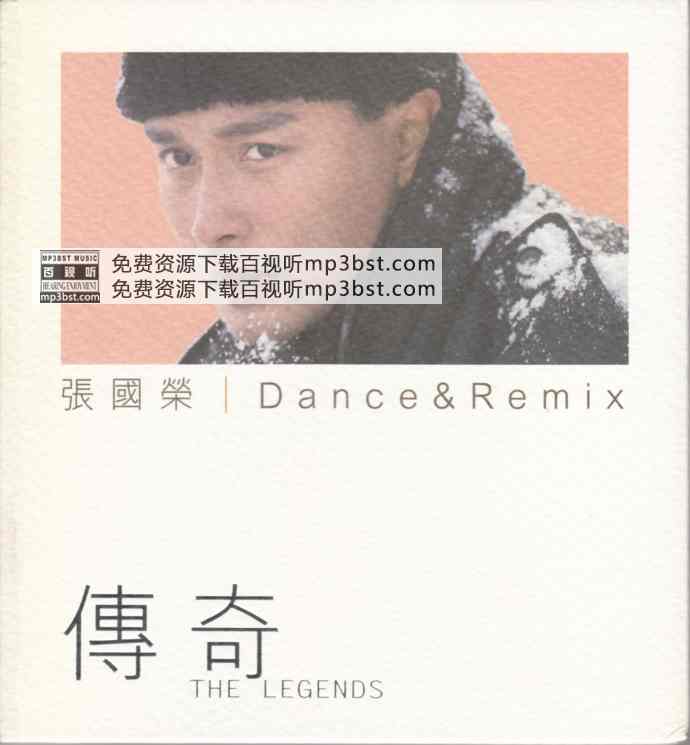 MP3BST MUSIC
百视听
HEARING ENJOYMENT
mp3bst.com
免费资源下载百视听mp3bst.com
免费资源下载百视听mp3bst.com
張國榮 | Dance&Remix
傳奇
THE LEGENDS